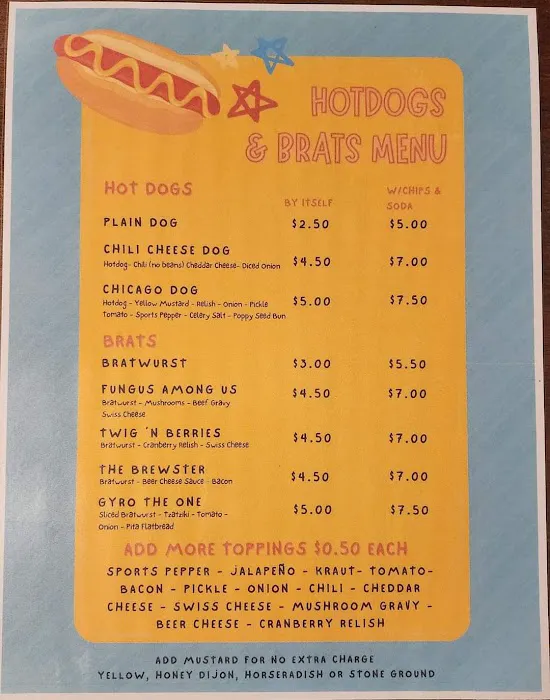 HOTDOGS
& BRATS MENU
HOT DOGS
BY ITSELF
W/CHIPS &
SODA
PLAIN DOG $2.50 $5.00
CHILI CHEESE DOG
Hotdog- Chili (no beans) Cheddar Cheese- Diced Onion $4.50 $7.00
CHICAGO DOG
Hotdog - Yellow Mustard - Relish - Onion - Pickle $5.00 $7.50
Tomato - Sports Pepper - Celery Salt - Poppy Seed Bun
BRATS
BRATWURST $3.00 $5.50
FUNGUS AMONG US $4.50 $7.00
Bratwurst - Mushrooms - Beef Gravy
Swiss Cheese
TWIG 'N BERRIES $4.50 $7.00
Bratwurst - Cranberry Relish - Swiss Cheese
THE BREWSTER $4.50 $7.00
Bratwurst - Beer Cheese Sauce - Bacon
GYRO THE ONE $5.00 $7.50
Sliced Bratwurst - Tzatziki - Tomato -
Onion - Pita Flatbread
ADD MORE TOPPINGS $0.50 EACH
SPORTS PEPPER - JALAPEÑO - KRAUT- TOMATO-
BACON - PICKLE - ONION - CHILI - CHEDDAR
CHEESE - SWISS CHEESE - MUSHROOM GRAVY -
BEER CHEESE - CRANBERRY RELISH
ADD MUSTARD FOR NO EXTRA CHARGE
YELLOW, HONEY DIJON, HORSERADISH OR STONE GROUND